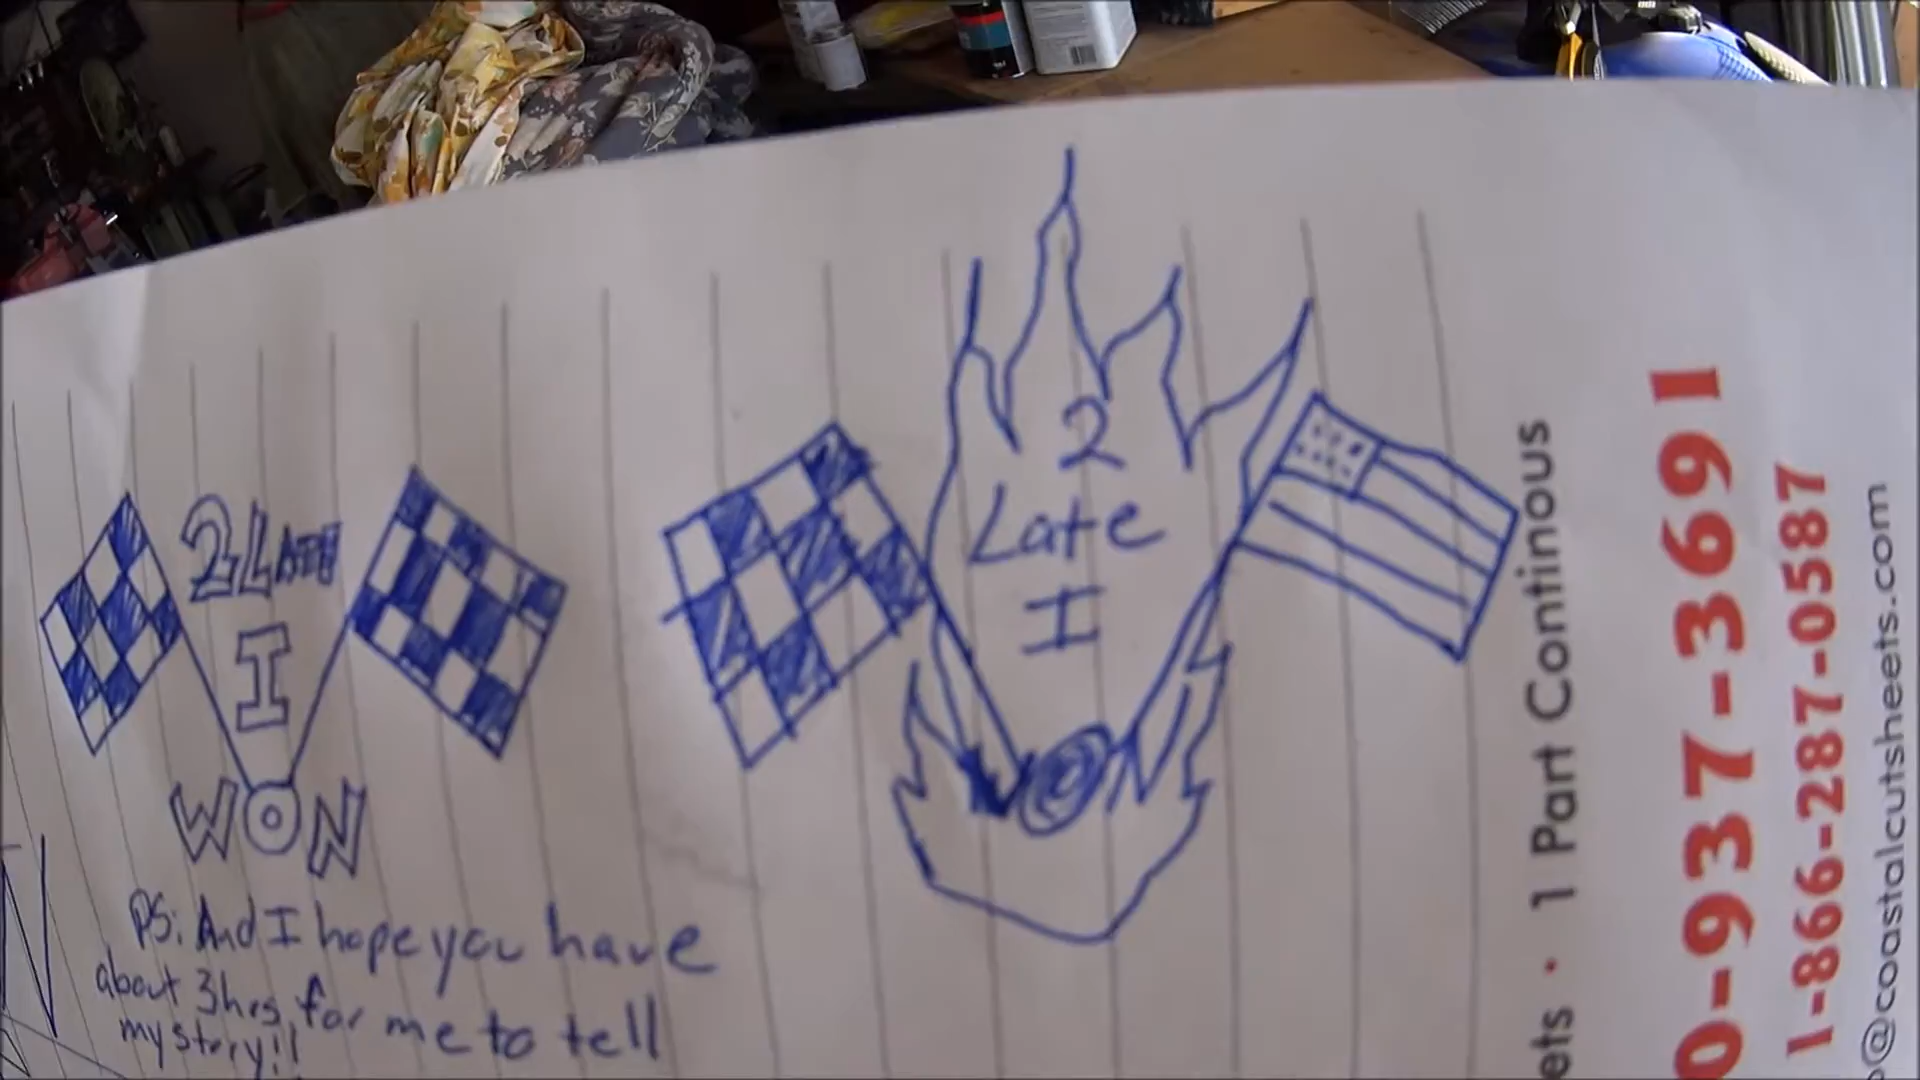 2 LATE
I
WON
PS: And I hope you have
about 3hrs for me to tell
my story!!
2
Late
I
ets · 1 Part Continous
0-937-3691
1-866-287-0587
@coastalcutsheets.com